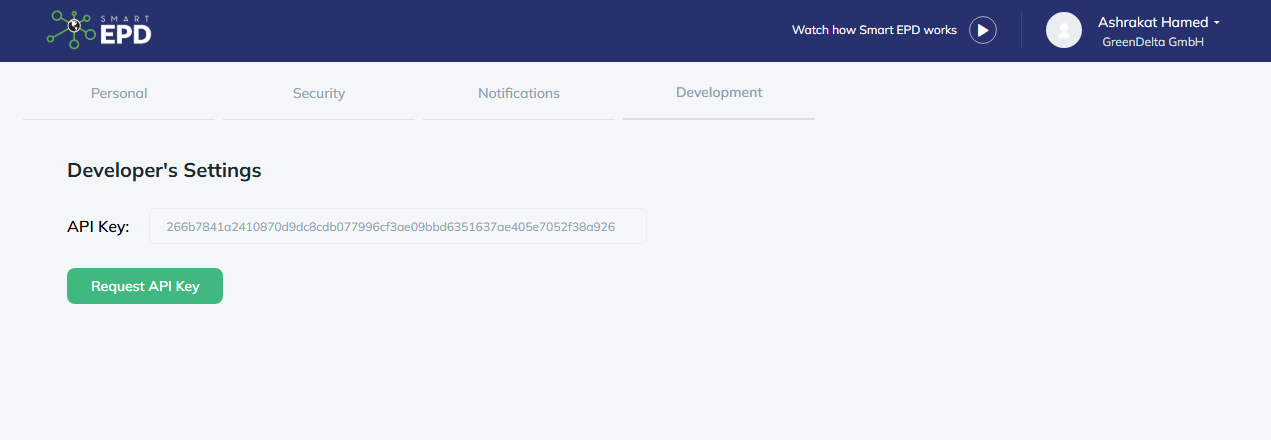 SMART
EPD
Watch how Smart EPD works
Ashrakat Hamed
GreenDelta GmbH
Personal
Security
Notifications
Development
Developer's Settings
API Key:
266b7841a2410870d9dc8cdb077996cf3ae09bbd6351637ae405e7052f38a926
Request API Key